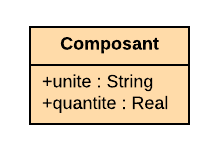 Composant
+unite : String
+quantite : Real